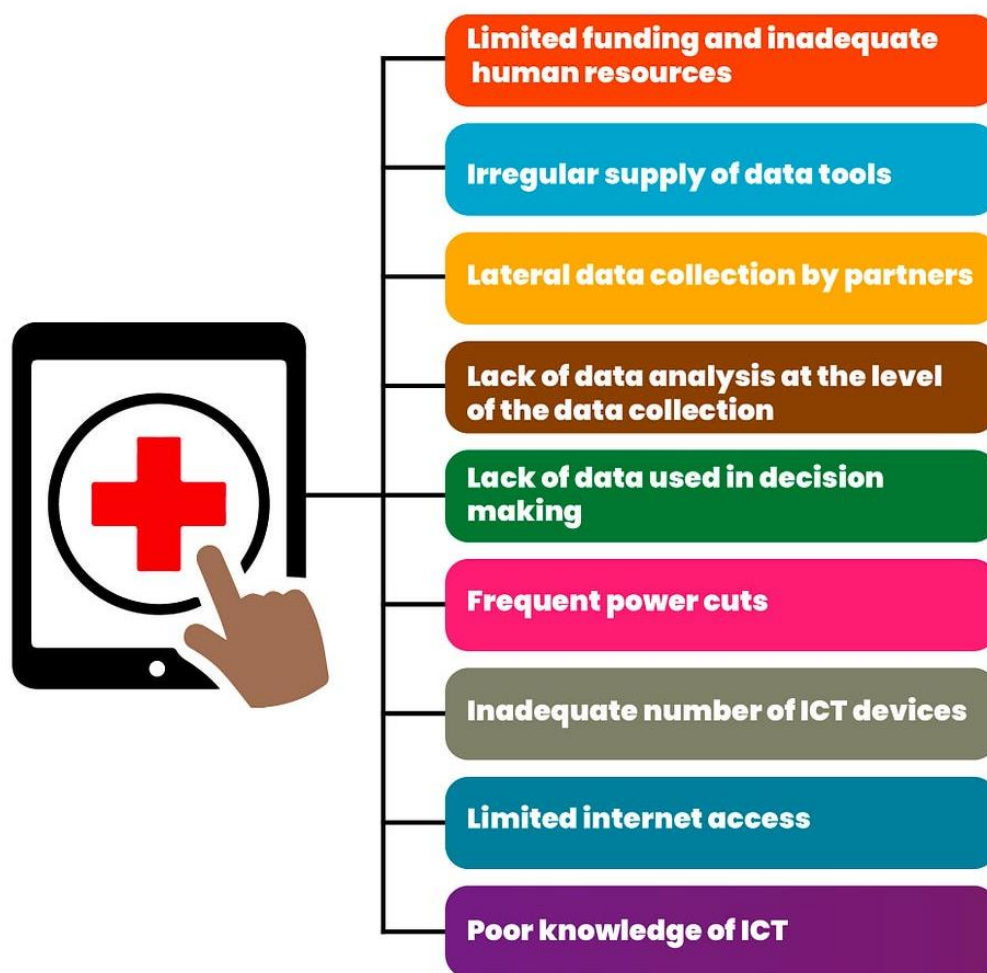 Limited funding and inadequate
human resources
Irregular supply of data tools
Lateral data collection by partners
Lack of data analysis at the level
of the data collection
Lack of data used in decision
making
Frequent power cuts
Inadequate number of ICT devices
Limited internet access
Poor knowledge of ICT